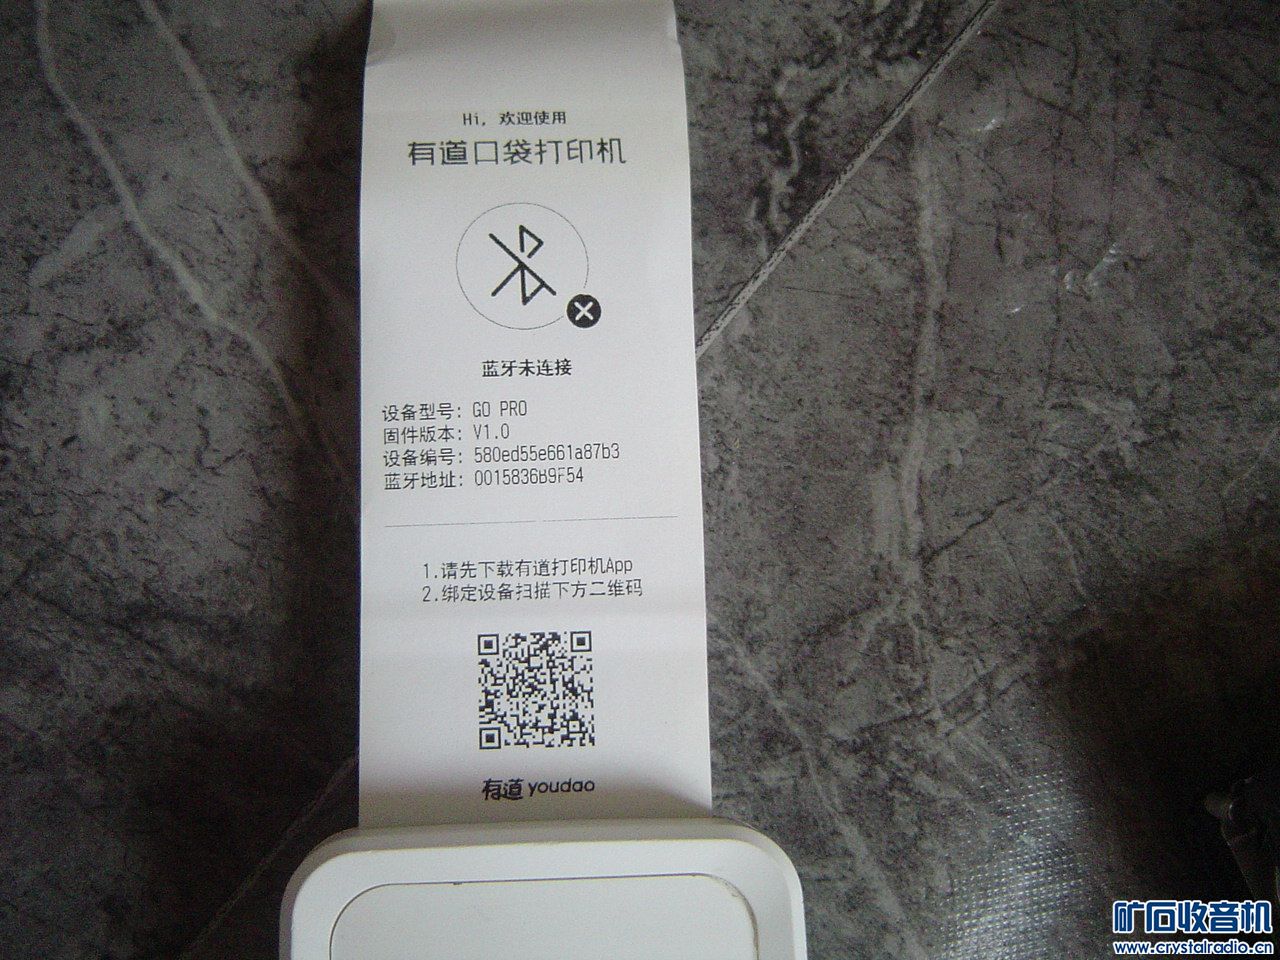 Hi, 欢迎使用
有道口袋打印机
蓝牙未连接
设备型号: GO PRO
固件版本: V1.0
设备编号: 580ed55e661a87b3
蓝牙地址: 0015836B9F54
1.请先下载有道打印机App
2.绑定设备扫描下方二维码
有道 youdao
矿石收音机
www.crystalradio.cn